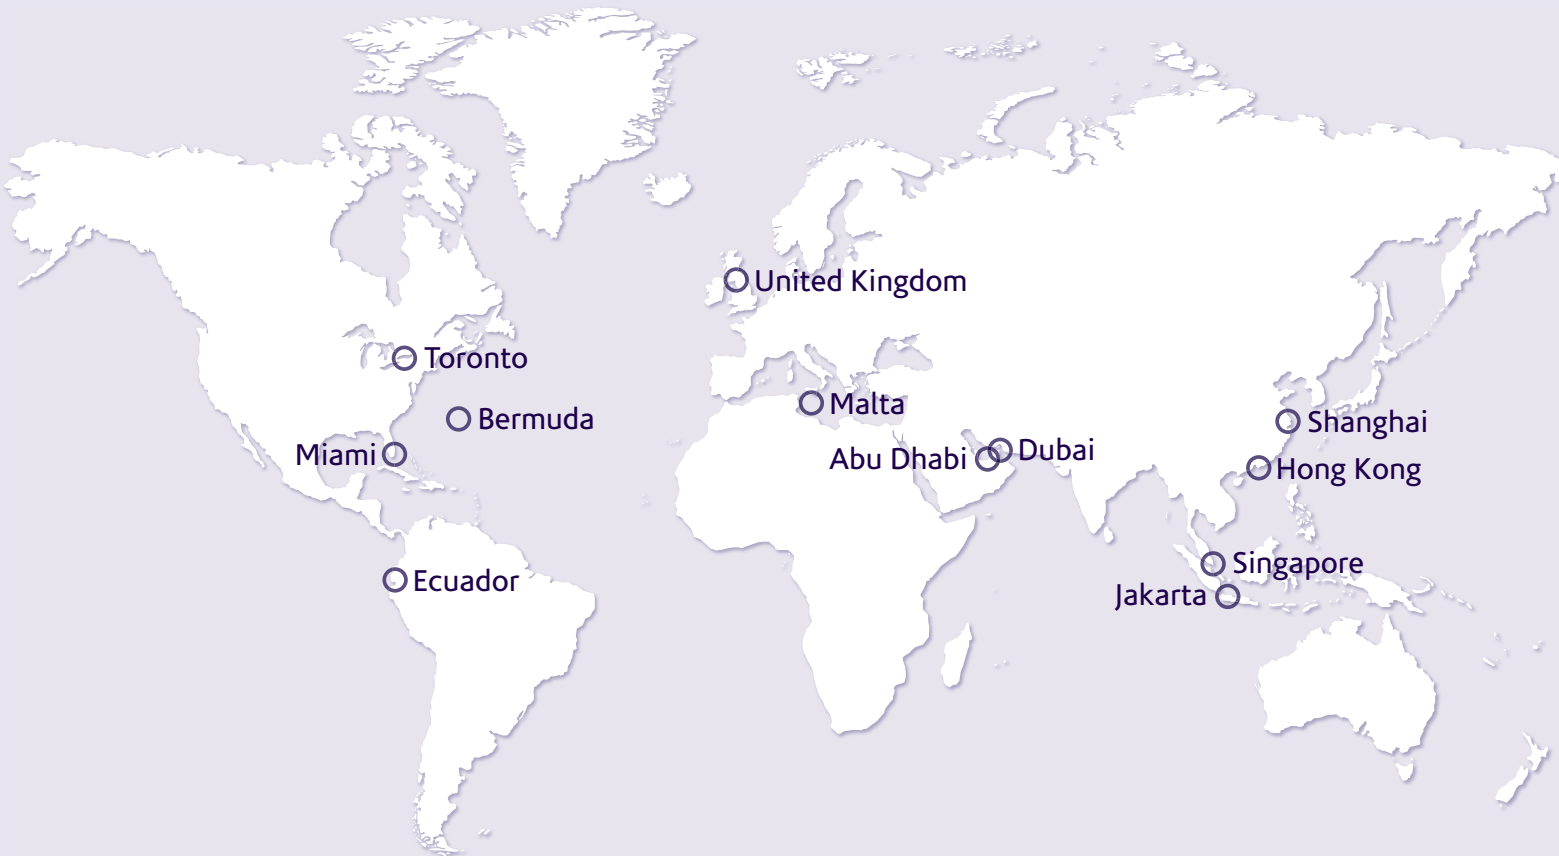 United Kingdom
Toronto
Malta
Bermuda
Shanghai
Miami
Abu Dhabi
Dubai
Hong Kong
Singapore
Ecuador
Jakarta